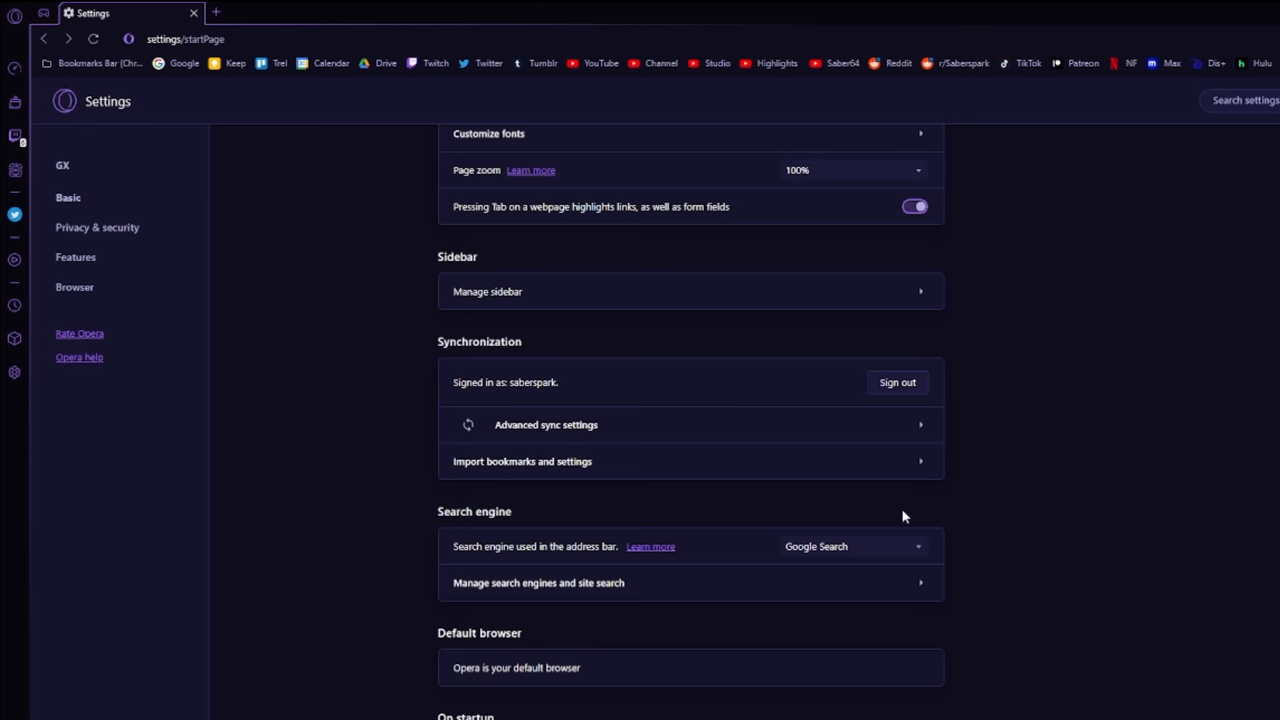 Settings
settings/startPage
Bookmarks Bar (Chr... Google Keep Trel Calendar Drive Twitch Twitter Tumblr YouTube Channel Studio Highlights Saber64 Reddit r/Saberspark TikTok Patreon NF Max Dis+ Hulu
Settings
Search settings
GX
Basic
Privacy & security
Features
Browser
Rate Opera
Opera help
Customize fonts
Page zoom Learn more 100%
Pressing Tab on a webpage highlights links, as well as form fields
Sidebar
Manage sidebar
Synchronization
Signed in as: saberspark. Sign out
Advanced sync settings
Import bookmarks and settings
Search engine
Search engine used in the address bar. Learn more Google Search
Manage search engines and site search
Default browser
Opera is your default browser
On startup